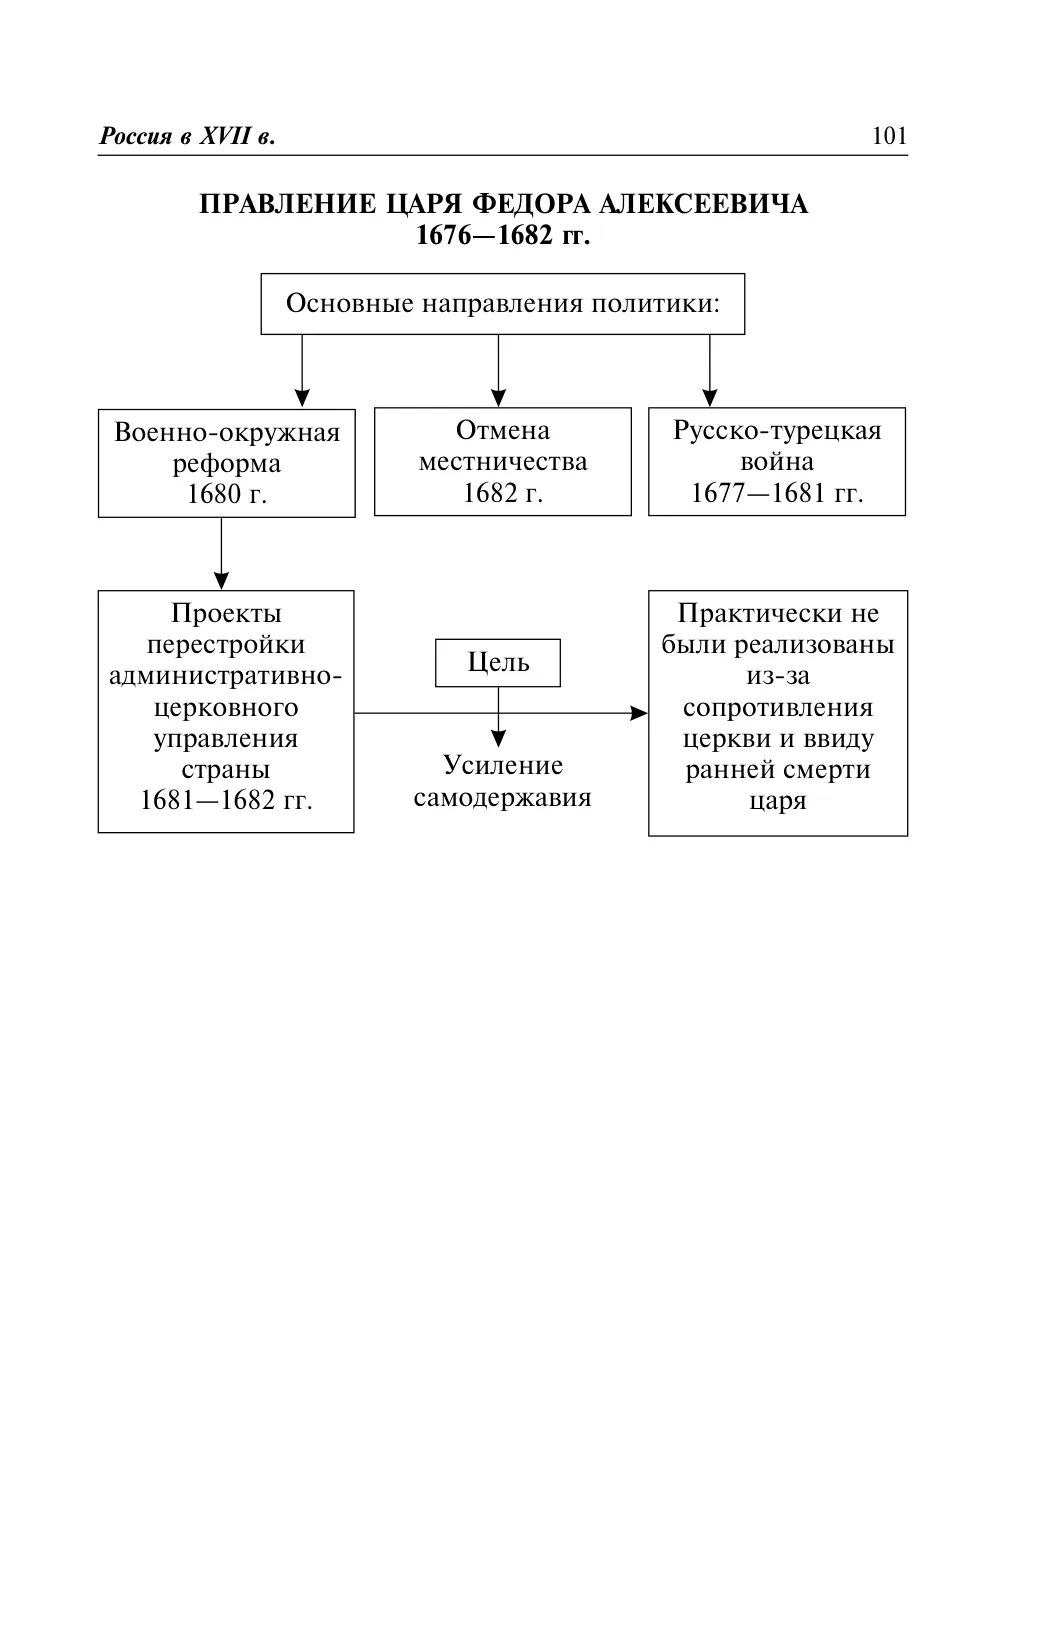 Россия в XVII в.
101
ПРАВЛЕНИЕ ЦАРЯ ФЕДОРА АЛЕКСЕЕВИЧА
1676—1682 гг.
Основные направления политики:
Военно-окружная
реформа
1680 г.
Отмена
местничества
1682 г.
Русско-турецкая
война
1677—1681 гг.
Проекты
перестройки
административно-
церковного
управления
страны
1681—1682 гг.
Цель
Усиление
самодержавия
Практически не
были реализованы
из-за
сопротивления
церкви и ввиду
ранней смерти
царя